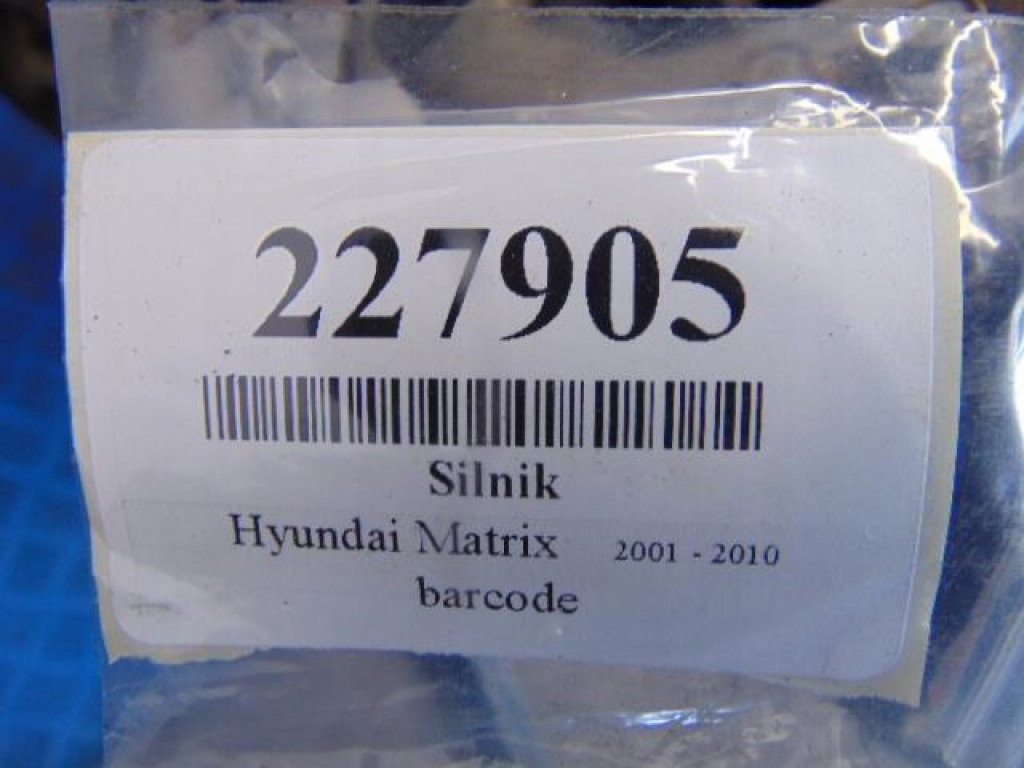 227905
Silnik
Hyundai Matrix 2001 - 2010
barcode